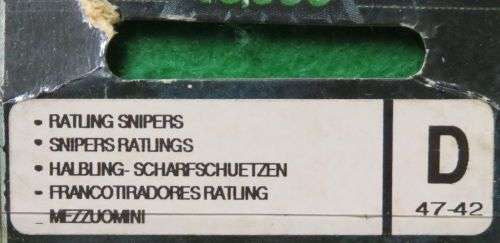 • RATLING SNIPERS
• SNIPERS RATLINGS
• HALBLING- SCHARFSCHUETZEN
• FRANCOTIRADORES RATLING
MEZZUOMINI
D
47-42